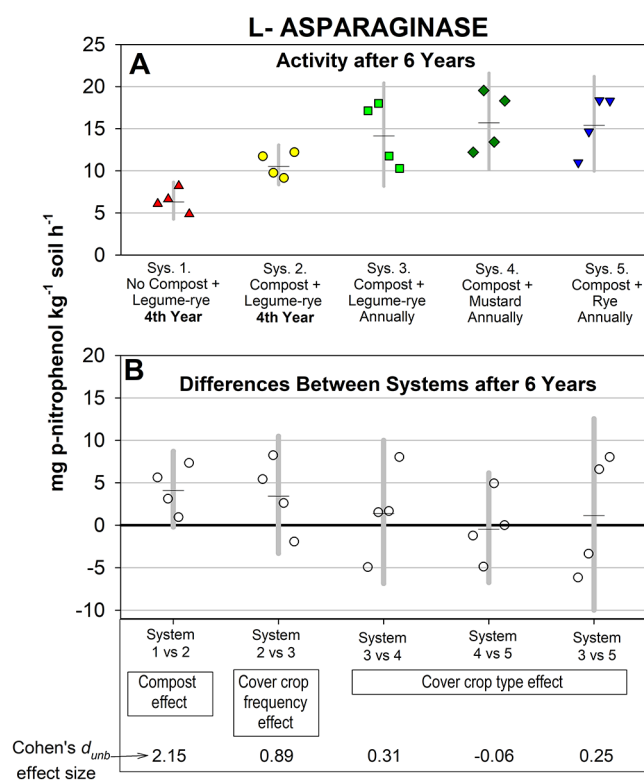 L- ASPARAGINASE
mg p-nitrophenol kg⁻¹ soil h⁻¹
A
Activity after 6 Years
25
20
15
10
5
0
Sys. 1. Sys. 2. Sys. 3. Sys. 4. Sys. 5.
No Compost + Compost + Compost + Compost + Compost +
Legume-rye Legume-rye Legume-rye Mustard Rye
4th Year 4th Year Annually Annually Annually
B
Differences Between Systems after 6 Years
20
15
10
5
0
-5
-10
System System System System System
1 vs 2 2 vs 3 3 vs 4 4 vs 5 3 vs 5
Compost
effect
Cover crop
frequency
effect
Cover crop type effect
Cohen's dunb
effect size
2.15 0.89 0.31 -0.06 0.25